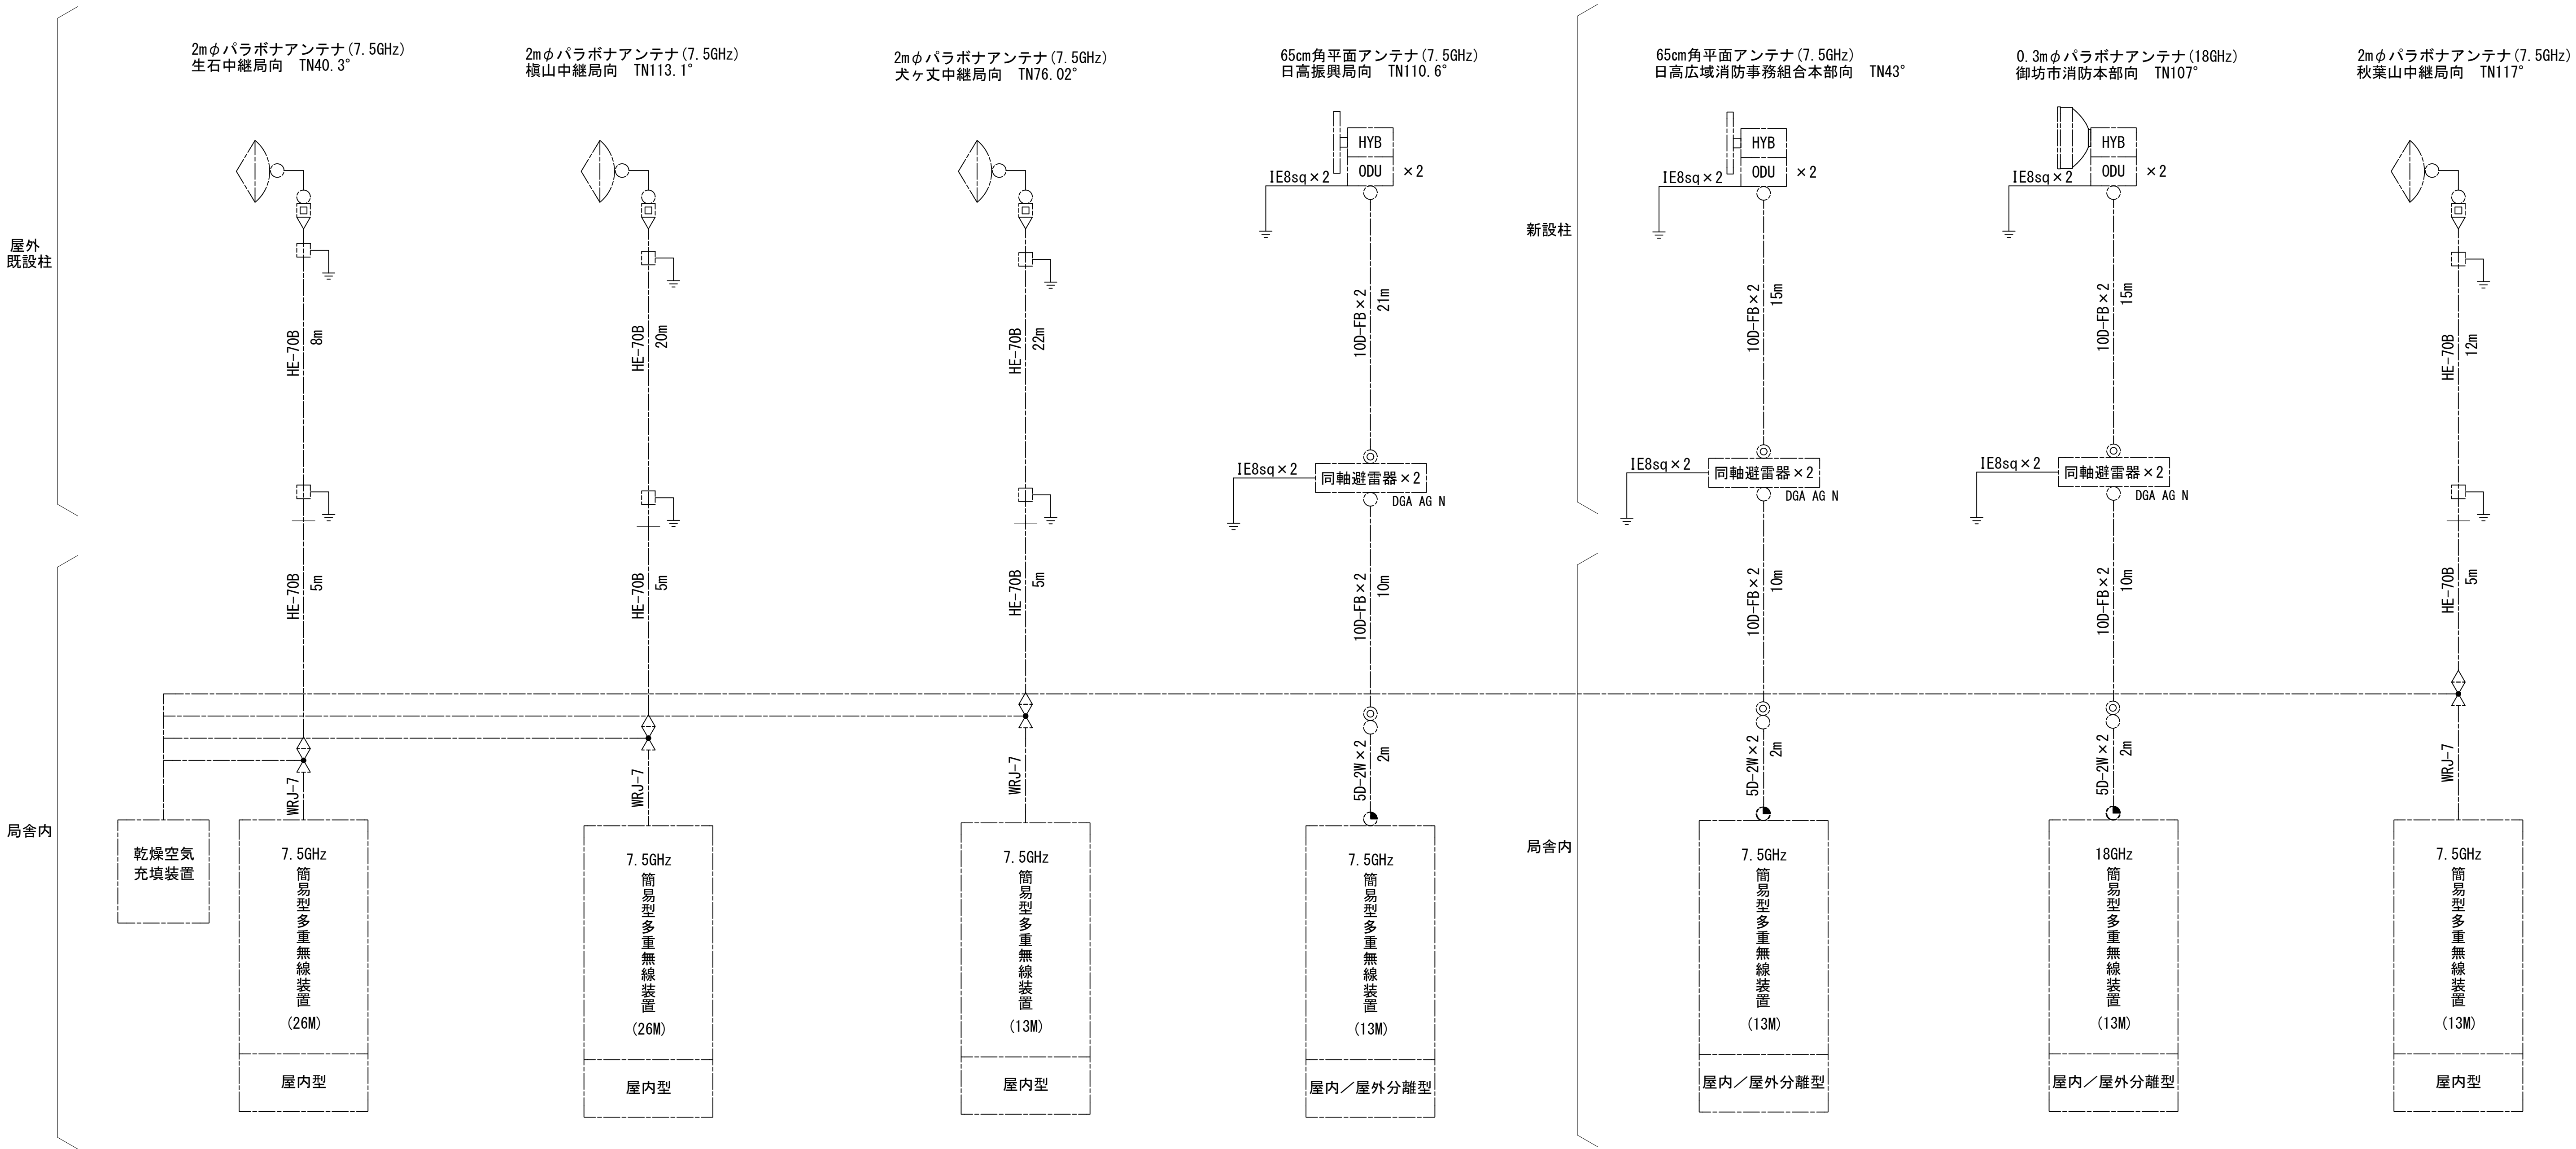 屋外
既設柱
2mφパラボナアンテナ(7.5GHz)
生石中継局向 TN40.3°
HE-70B
8m
HE-70B
5m
WRJ-7
2mφパラボナアンテナ(7.5GHz)
槇山中継局向 TN113.1°
HE-70B
20m
HE-70B
5m
WRJ-7
2mφパラボナアンテナ(7.5GHz)
犬ヶ丈中継局向 TN76.02°
HE-70B
22m
HE-70B
5m
WRJ-7
65cm角平面アンテナ(7.5GHz)
日高振興局向 TN110.6°
HYB
ODU
×2
IE8sq×2
10D-FB×2
21m
IE8sq×2
同軸避雷器×2
DGA AG N
10D-FB×2
10m
5D-2W×2
2m
新設柱
65cm角平面アンテナ(7.5GHz)
日高広域消防事務組合本部向 TN43°
HYB
ODU
×2
IE8sq×2
10D-FB×2
15m
IE8sq×2
同軸避雷器×2
DGA AG N
10D-FB×2
10m
5D-2W×2
2m
0.3mφパラボナアンテナ(18GHz)
御坊市消防本部向 TN107°
HYB
ODU
×2
IE8sq×2
10D-FB×2
15m
IE8sq×2
同軸避雷器×2
DGA AG N
10D-FB×2
10m
5D-2W×2
2m
2mφパラボナアンテナ(7.5GHz)
秋葉山中継局向 TN117°
HE-70B
12m
HE-70B
5m
WRJ-7
局舎内
乾燥空気
充填装置
7.5GHz
簡易型多重無線装置
(26M)
屋内型
7.5GHz
簡易型多重無線装置
(26M)
屋内型
7.5GHz
簡易型多重無線装置
(13M)
屋内型
7.5GHz
簡易型多重無線装置
(13M)
屋内／屋外分離型
局舎内
7.5GHz
簡易型多重無線装置
(13M)
屋内／屋外分離型
18GHz
簡易型多重無線装置
(13M)
屋内／屋外分離型
7.5GHz
簡易型多重無線装置
(13M)
屋内型